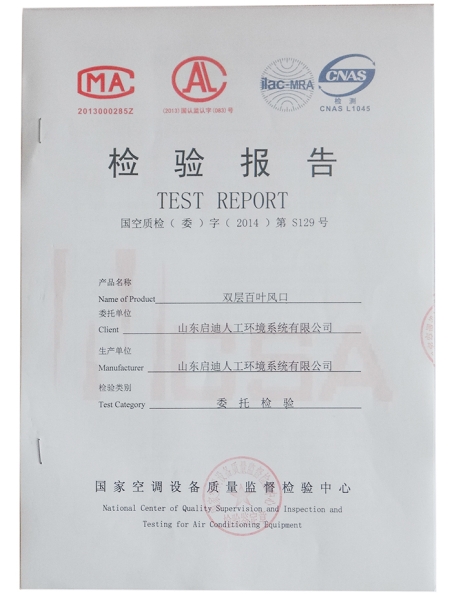 MA
AL
ilac-MRA
CNAS
2013000285Z
(2013)国认监认字(083)号
检 测
CNAS L1045
检 验 报 告
TEST REPORT
国空质检(委)字(2014)第 S129 号
产品名称
Name of Product 双层百叶风口
委托单位
Client 山东启迪人工环境系统有限公司
生产单位
Manufacturer 山东启迪人工环境系统有限公司
检验类别
Test Category 委 托 检 验
国家空调设备质量监督检验中心
National Center of Quality Supervision and Inspection and
Testing for Air Conditioning Equipment